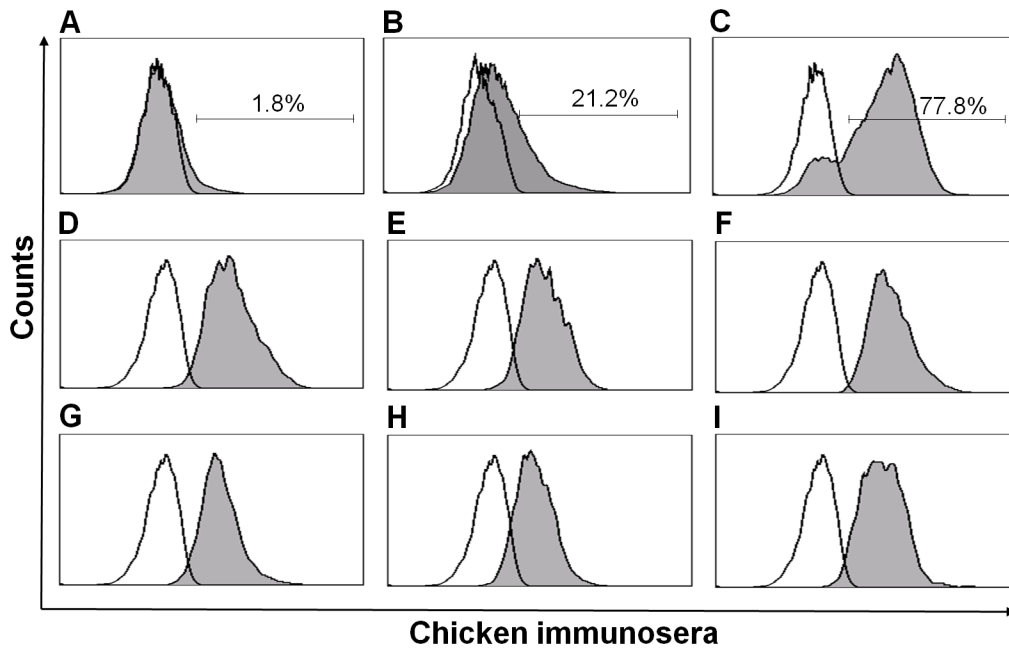 A
B
C
1.8%
21.2%
77.8%
D
E
F
G
H
I
Counts
Chicken immunosera